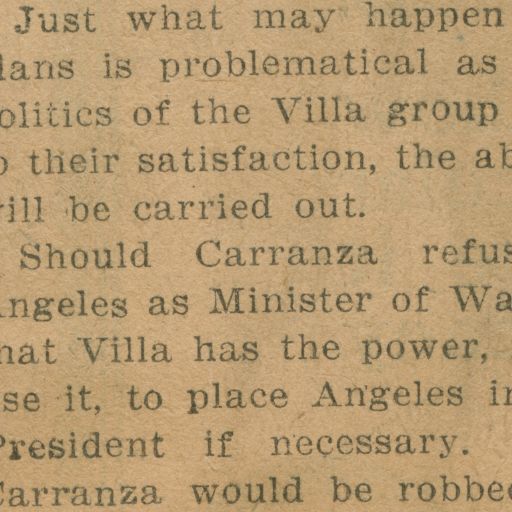 Just what may happen
lans is problematical as
olitics of the Villa group
o their satisfaction, the ab
ill be carried out.
Should Carranza refus
ngeles as Minister of Wa
hat Villa has the power,
se it, to place Angeles in
President if necessary.
Carranza would be robbed